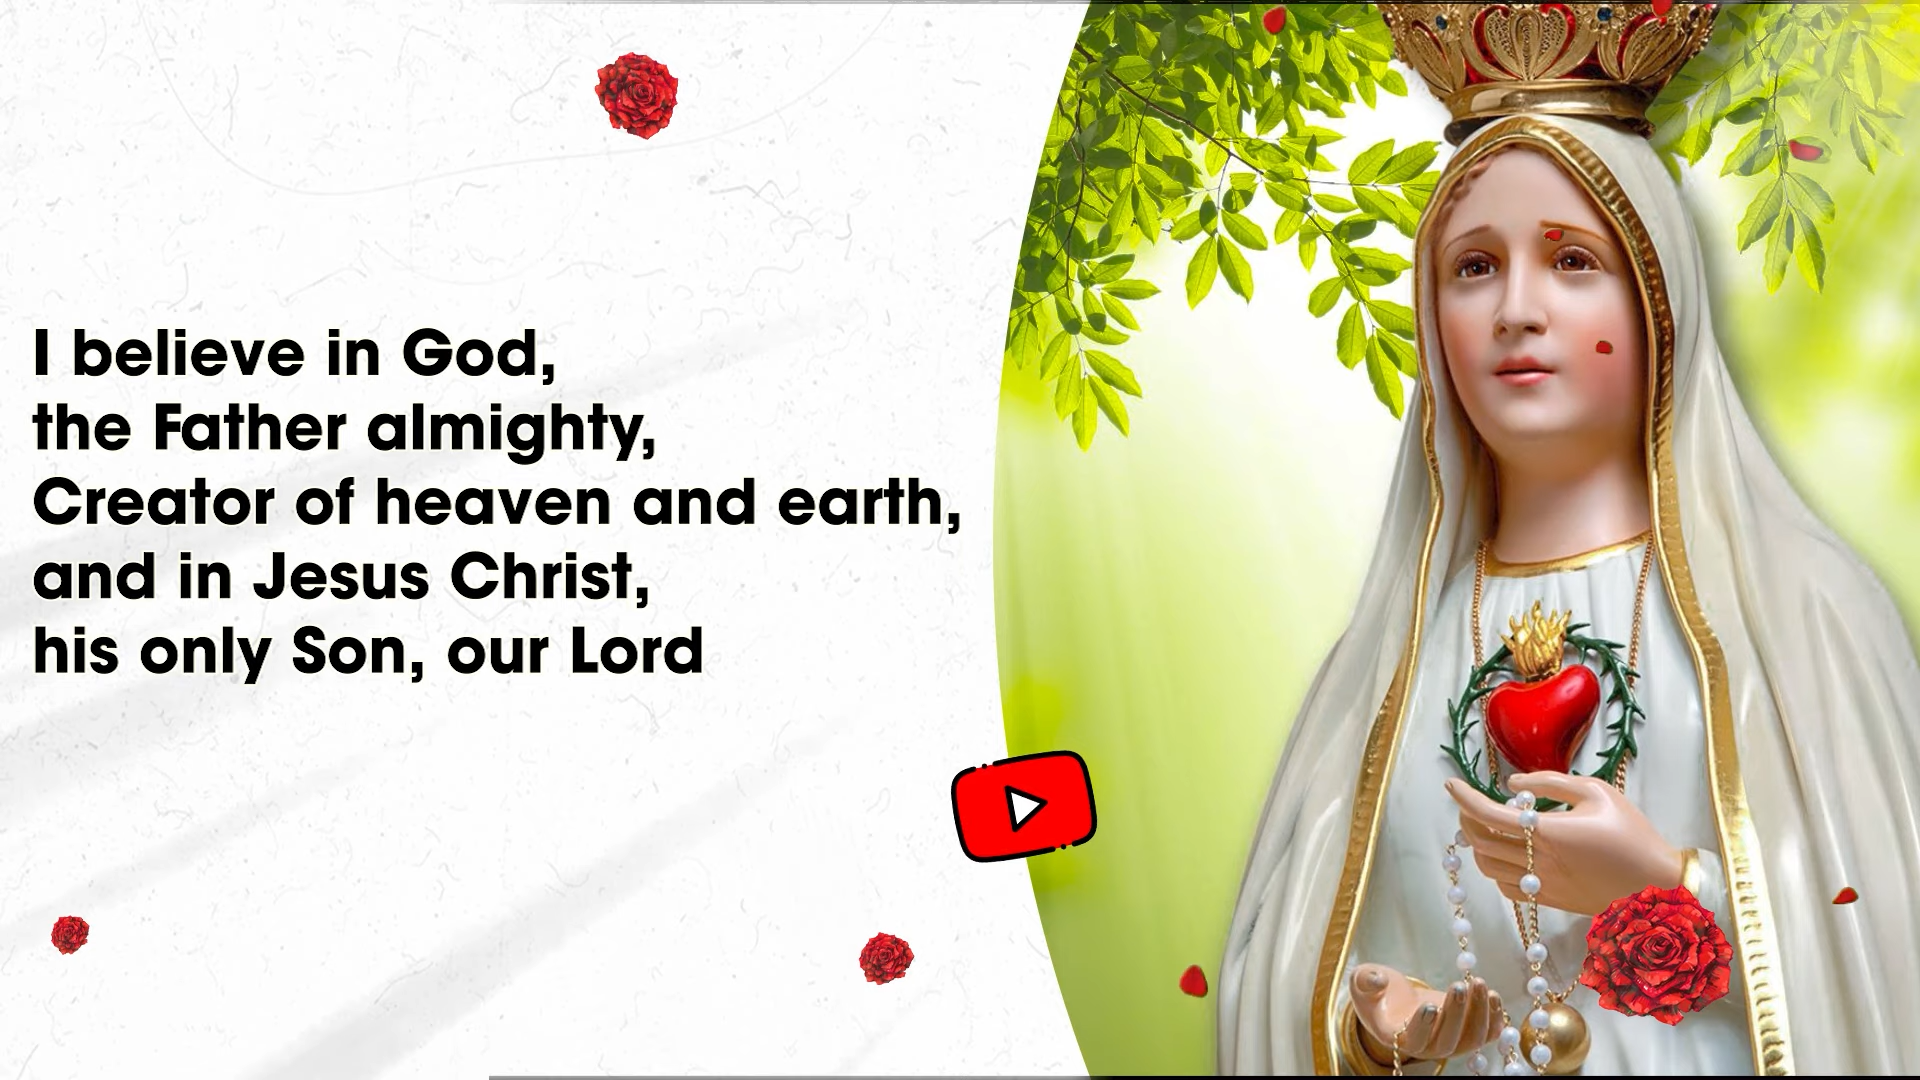 I believe in God,
the Father almighty,
Creator of heaven and earth,
and in Jesus Christ,
his only Son, our Lord